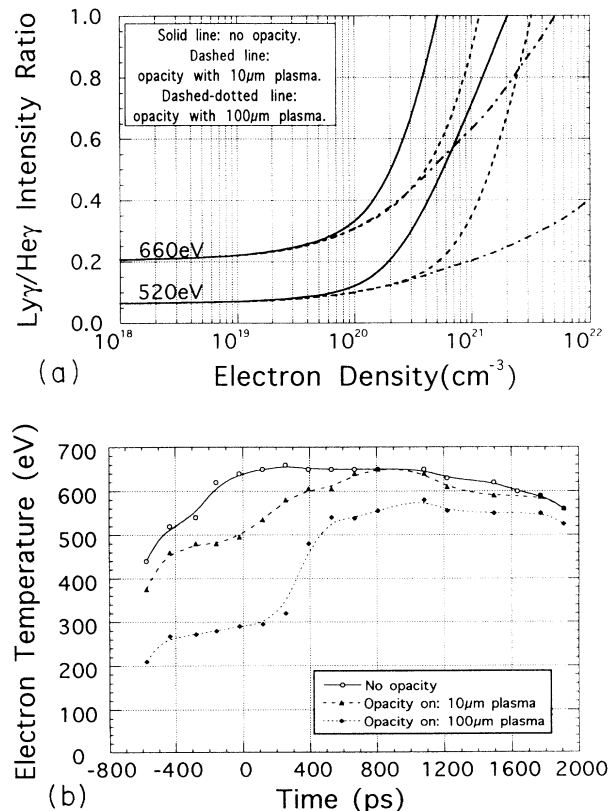 Solid line: no opacity.
Dashed line:
opacity with 10μm plasma.
Dashed-dotted line:
opacity with 100μm plasma.
Lyγ/Heγ Intensity Ratio
1.0
0.8
0.6
0.4
0.2
0.0
660eV
520eV
10^18
10^19
10^20
10^21
10^22
(a)
Electron Density(cm^-3)
Electron Temperature (eV)
700
600
500
400
300
200
100
0
No opacity
Opacity on: 10μm plasma
Opacity on: 100μm plasma
-800
-400
0
400
800
1200
1600
2000
(b)
Time (ps)